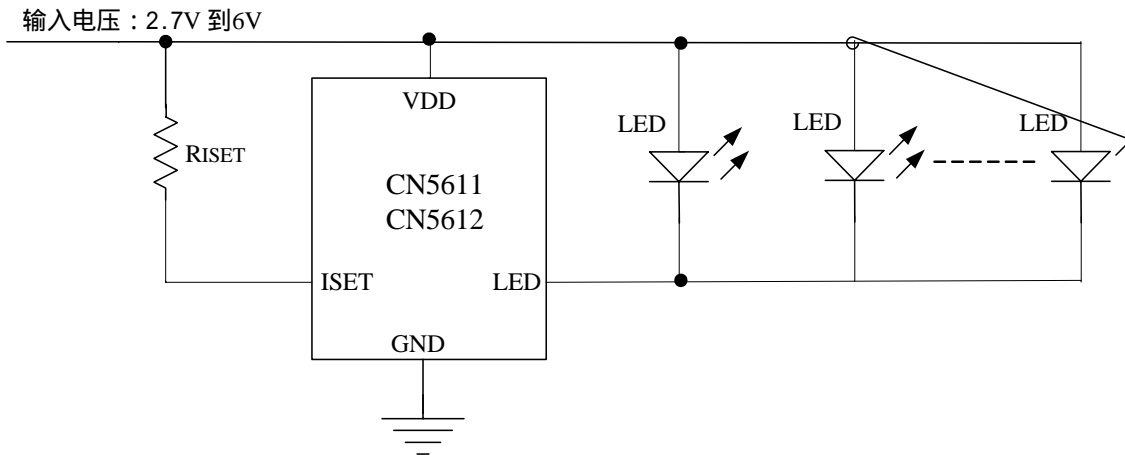 输入电压：2.7V 到6V
VDD
LED
LED
LED
RISET
CN5611
CN5612
ISET
LED
GND